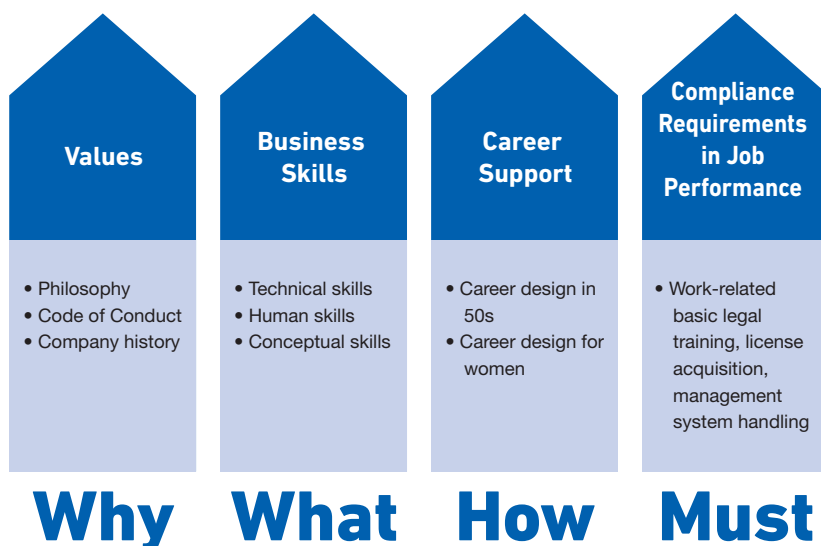 Values
• Philosophy
• Code of Conduct
• Company history
Why
Business
Skills
• Technical skills
• Human skills
• Conceptual skills
What
Career
Support
• Career design in
50s
• Career design for
women
How
Compliance
Requirements
in Job
Performance
• Work-related
basic legal
training, license
acquisition,
management
system handling
Must